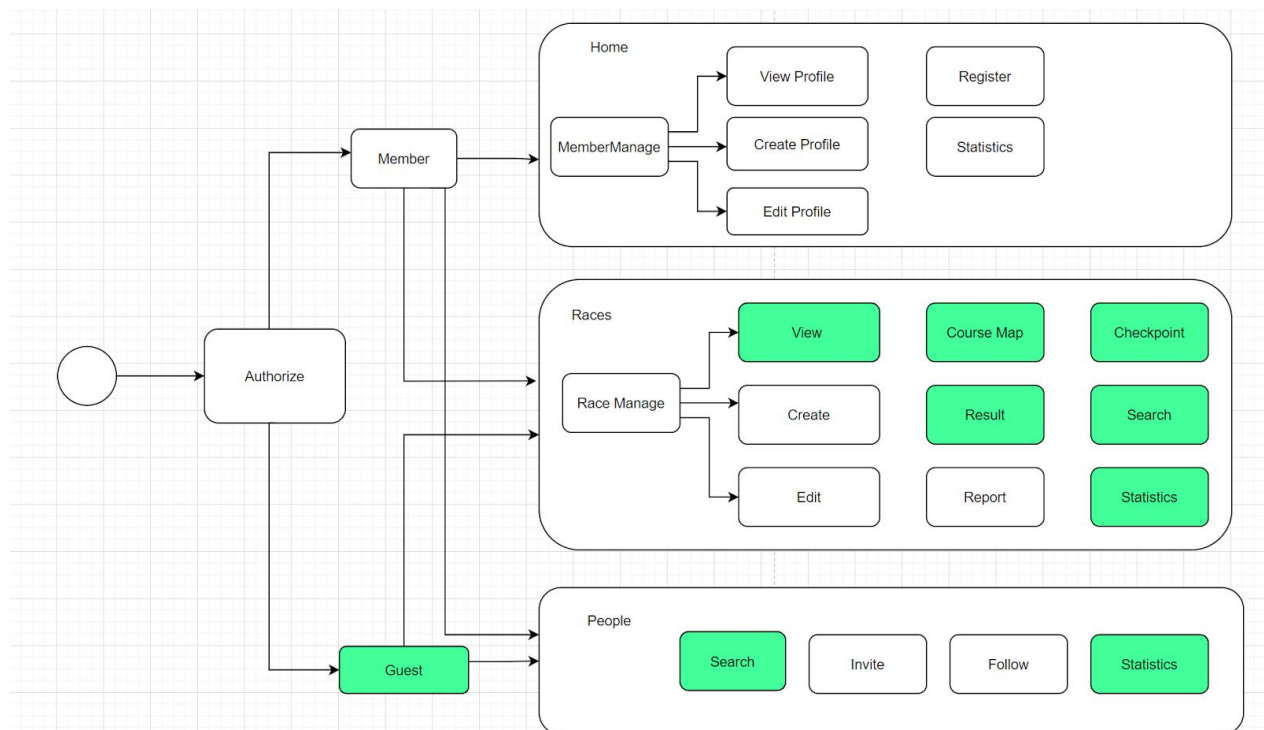 Home
View Profile
Register
Member
MemberManage
Create Profile
Statistics
Edit Profile
Races
View
Course Map
Checkpoint
Authorize
Race Manage
Create
Result
Search
Edit
Report
Statistics
People
Guest
Search
Invite
Follow
Statistics